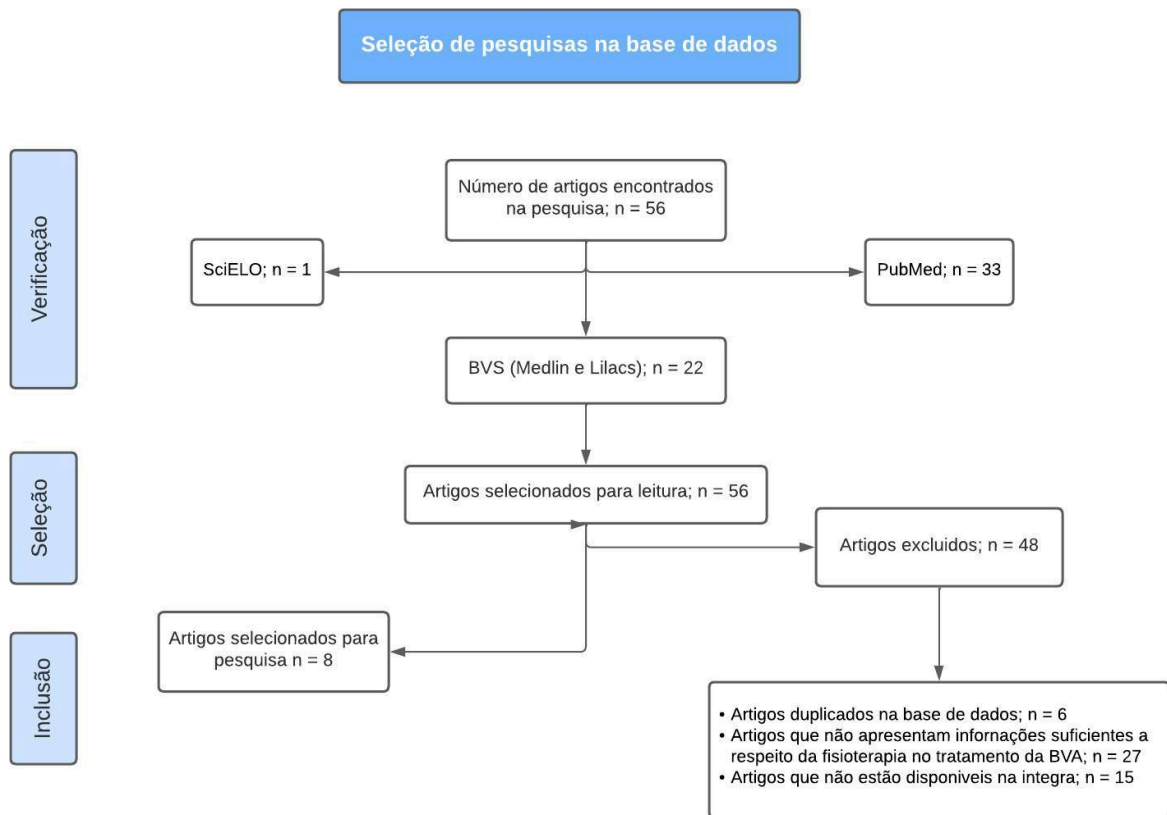 Seleção de pesquisas na base de dados
Verificação
Número de artigos encontrados
na pesquisa; n = 56
SciELO; n = 1
PubMed; n = 33
BVS (Medlin e Lilacs); n = 22
Seleção
Artigos selecionados para leitura; n = 56
Artigos excluidos; n = 48
Inclusão
Artigos selecionados para
pesquisa n = 8
• Artigos duplicados na base de dados; n = 6
• Artigos que não apresentam infornações suficientes a
respeito da fisioterapia no tratamento da BVA; n = 27
• Artigos que não estão disponiveis na integra; n = 15